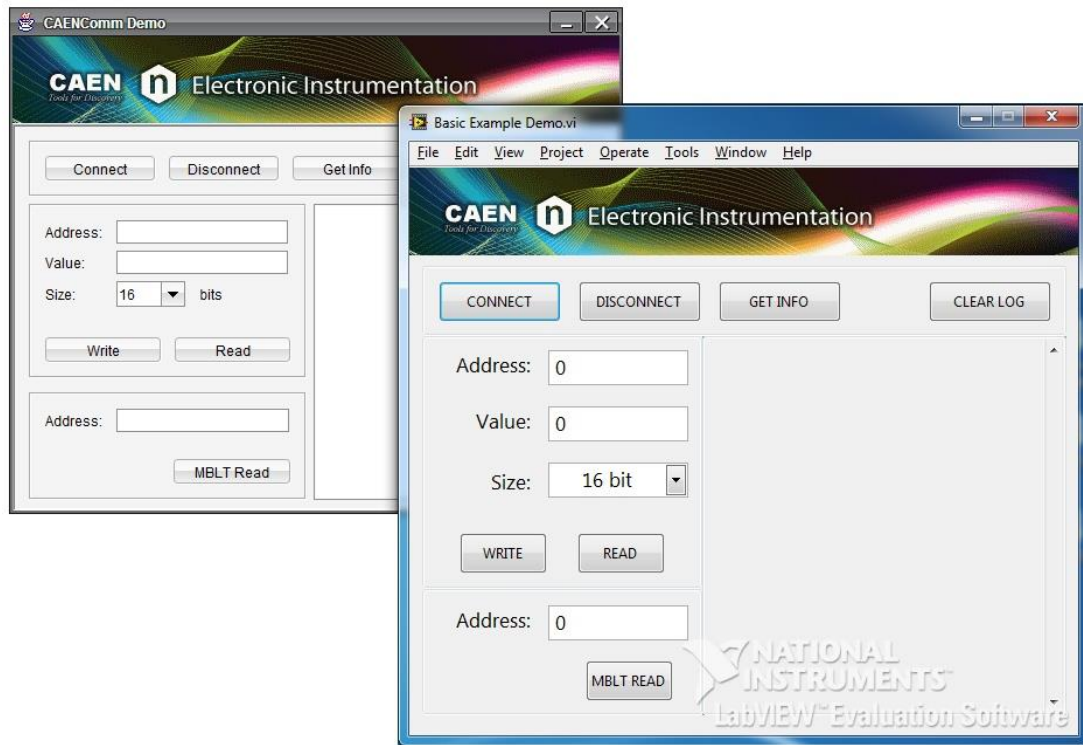 CAENComm Demo
CAEN n Electronic Instrumentation
Tools for Discovery
Connect Disconnect Get Info
Address:
Value:
Size: 16 bits
Write Read
Address:
MBLT Read
Basic Example Demo.vi
File Edit View Project Operate Tools Window Help
CAEN n Electronic Instrumentation
Tools for Discovery
CONNECT DISCONNECT GET INFO CLEAR LOG
Address: 0
Value: 0
Size: 16 bit
WRITE READ
Address: 0
MBLT READ
NATIONAL
INSTRUMENTS™
LabVIEW™ Evaluation Software